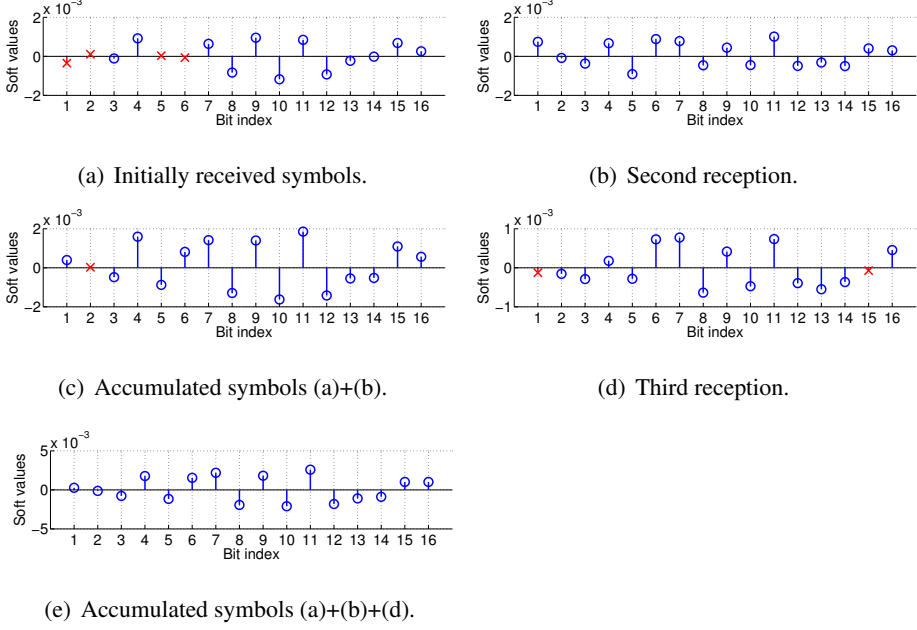 x 10⁻³
2
0
−2
Soft values
1 2 3 4 5 6 7 8 9 10 11 12 13 14 15 16
Bit index
(a) Initially received symbols.
x 10⁻³
2
0
−2
Soft values
1 2 3 4 5 6 7 8 9 10 11 12 13 14 15 16
Bit index
(b) Second reception.
x 10⁻³
2
0
−2
Soft values
1 2 3 4 5 6 7 8 9 10 11 12 13 14 15 16
Bit index
(c) Accumulated symbols (a)+(b).
x 10⁻³
1
0
−1
Soft values
1 2 3 4 5 6 7 8 9 10 11 12 13 14 15 16
Bit index
(d) Third reception.
x 10⁻³
5
0
−5
Soft values
1 2 3 4 5 6 7 8 9 10 11 12 13 14 15 16
Bit index
(e) Accumulated symbols (a)+(b)+(d).